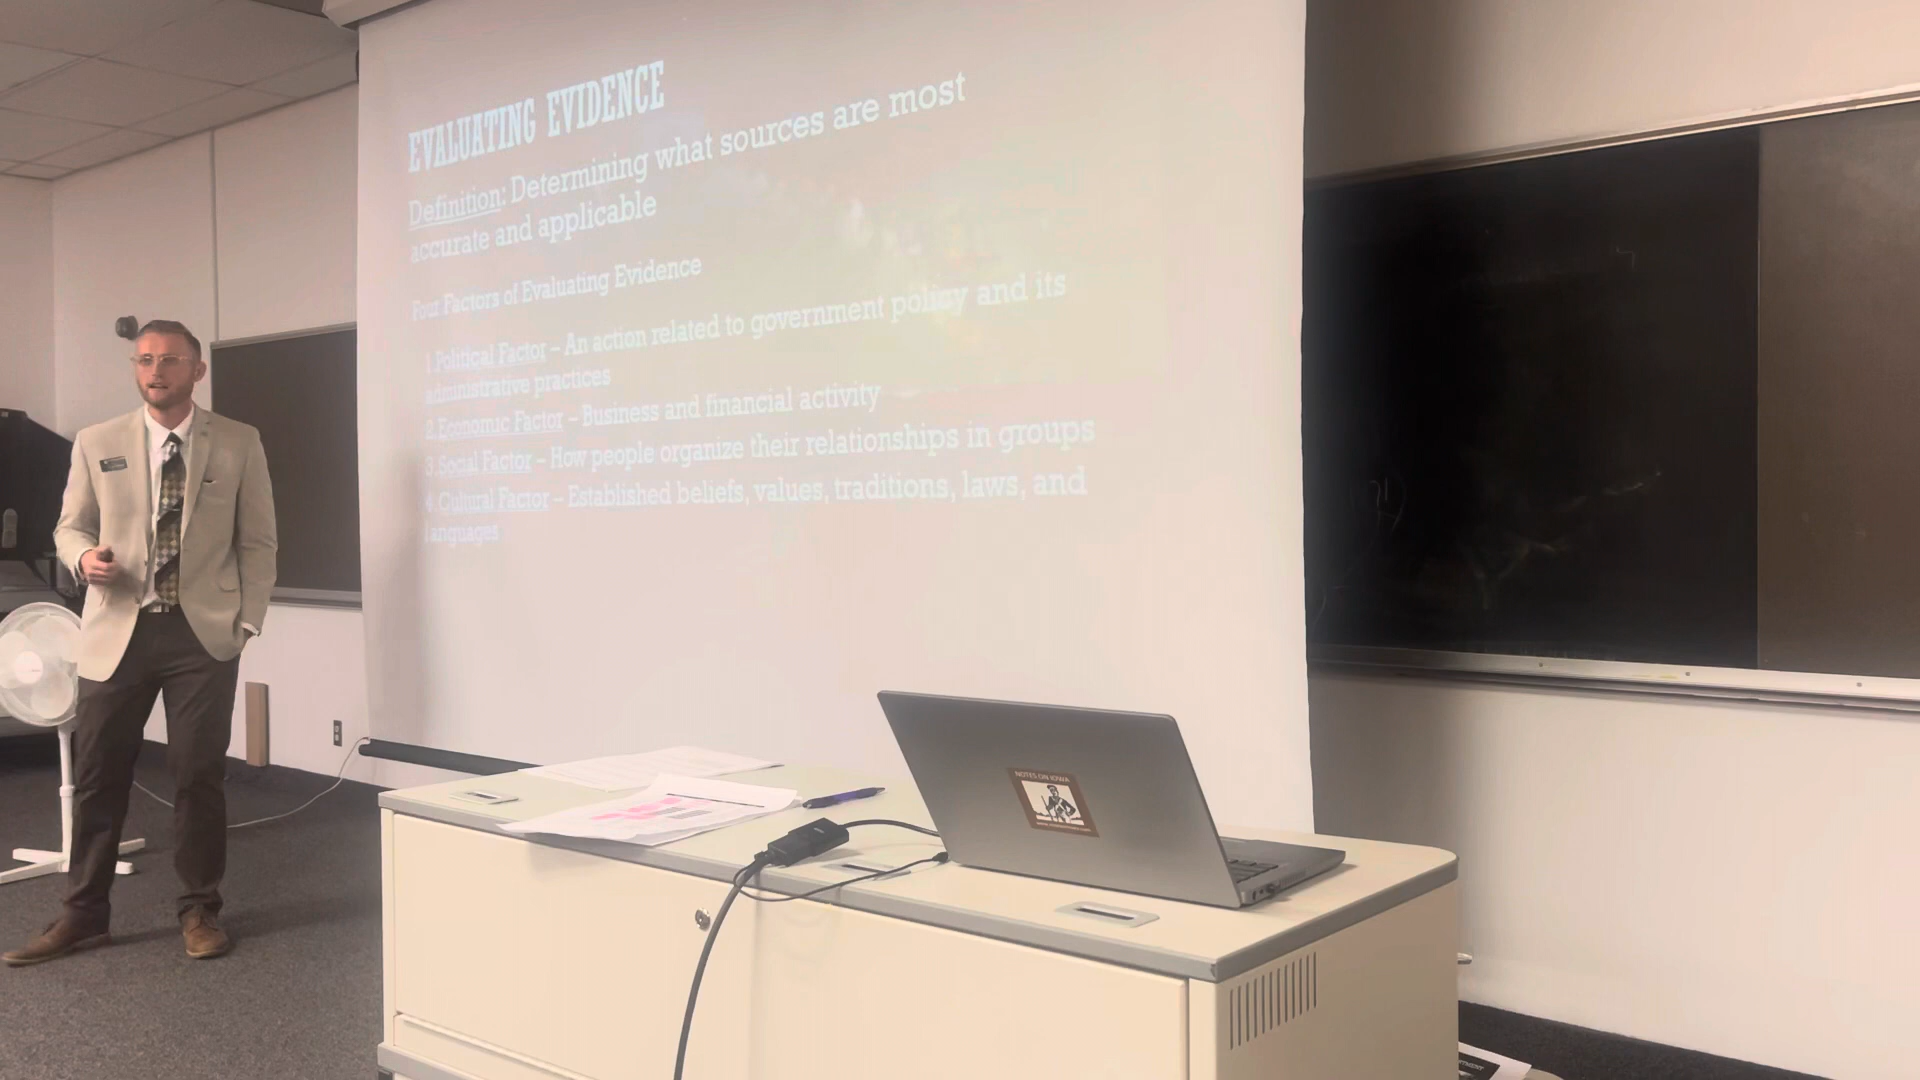 EVALUATING EVIDENCE
Definition: Determining what sources are most
accurate and applicable
Four Factors of Evaluating Evidence
1.Political Factor – An action related to government policy and its
administrative practices
2.Economic Factor – Business and financial activity
3.Social Factor – How people organize their relationships in groups
4.Cultural Factor – Established beliefs, values, traditions, laws, and
languages
NOTES ON IOWA